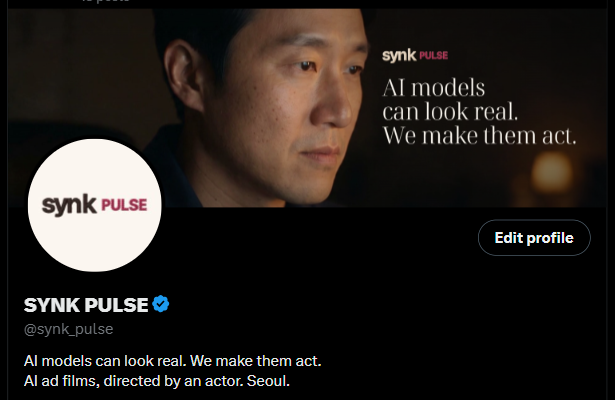 synk PULSE
AI models
can look real.
We make them act.
synk PULSE
Edit profile
SYNK PULSE
@synk_pulse
AI models can look real. We make them act.
AI ad films, directed by an actor. Seoul.